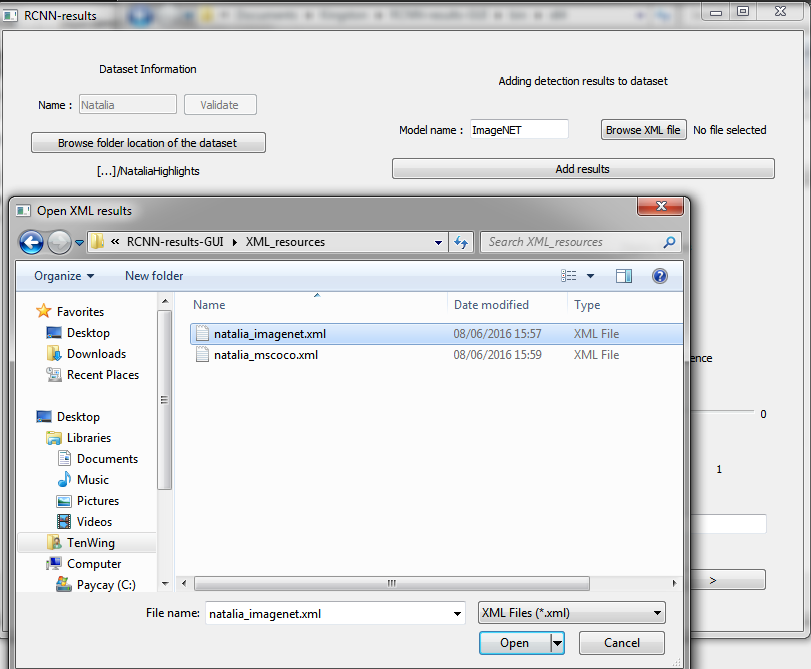 RCNN-results
Dataset Information
Adding detection results to dataset
Name : Natalia Validate
Model name : ImageNET Browse XML file No file selected
Browse folder location of the dataset
[...]/NataliaHighlights
Add results
Open XML results
« RCNN-results-GUI XML_resources
Search XML_resources
Organize New folder
Name Date modified Type
natalia_imagenet.xml 08/06/2016 15:57 XML File
natalia_mscoco.xml 08/06/2016 15:59 XML File
Favorites
Desktop
Downloads
Recent Places
Desktop
Libraries
Documents
Music
Pictures
Videos
TenWing
Computer
Paycay (C:)
ence
0
1
>
File name: natalia_imagenet.xml XML Files (*.xml)
Open Cancel